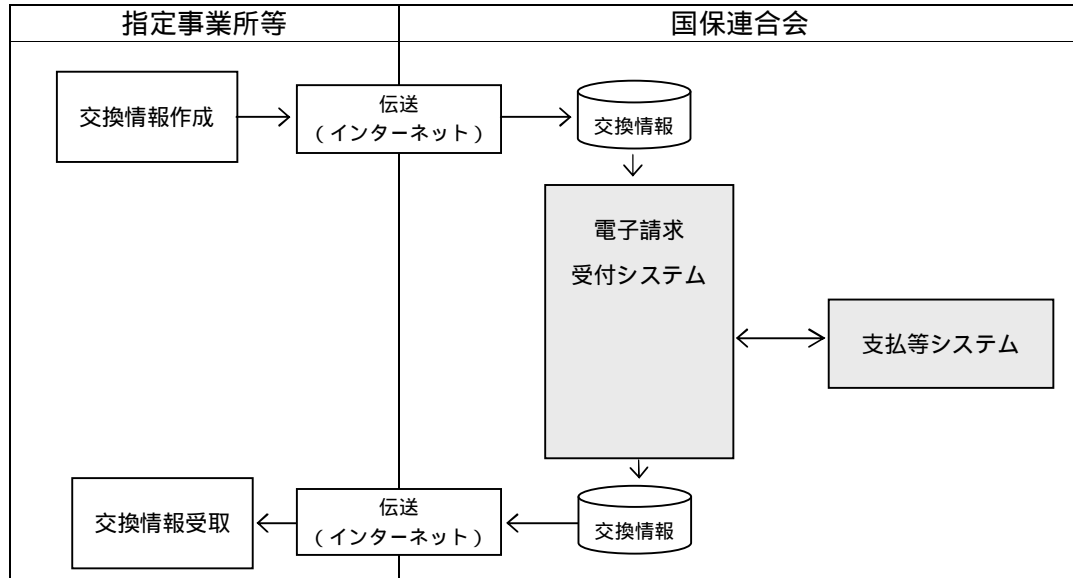 指定事業所等
国保連合会
交換情報作成
伝送
（インターネット）
交換情報
電子請求
受付システム
支払等システム
交換情報受取
伝送
（インターネット）
交換情報